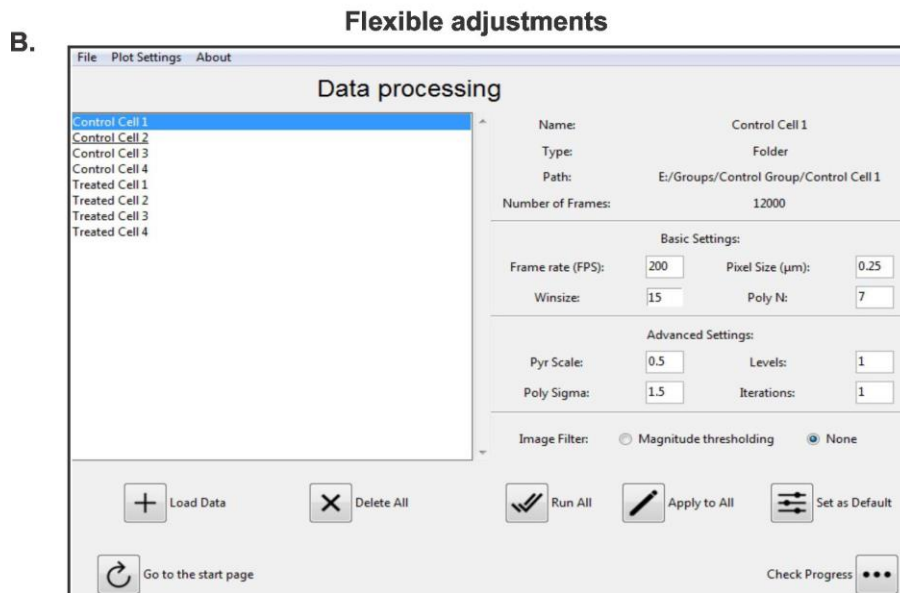 Flexible adjustments
B.
File Plot Settings About
Data processing
Control Cell 1
Control Cell 2
Control Cell 3
Control Cell 4
Treated Cell 1
Treated Cell 2
Treated Cell 3
Treated Cell 4
Name: Control Cell 1
Type: Folder
Path: E:/Groups/Control Group/Control Cell 1
Number of Frames: 12000
Basic Settings:
Frame rate (FPS): 200 Pixel Size (µm): 0.25
Winsize: 15 Poly N: 7
Advanced Settings:
Pyr Scale: 0.5 Levels: 1
Poly Sigma: 1.5 Iterations: 1
Image Filter: Magnitude thresholding None
Load Data Delete All Run All Apply to All Set as Default
Go to the start page Check Progress